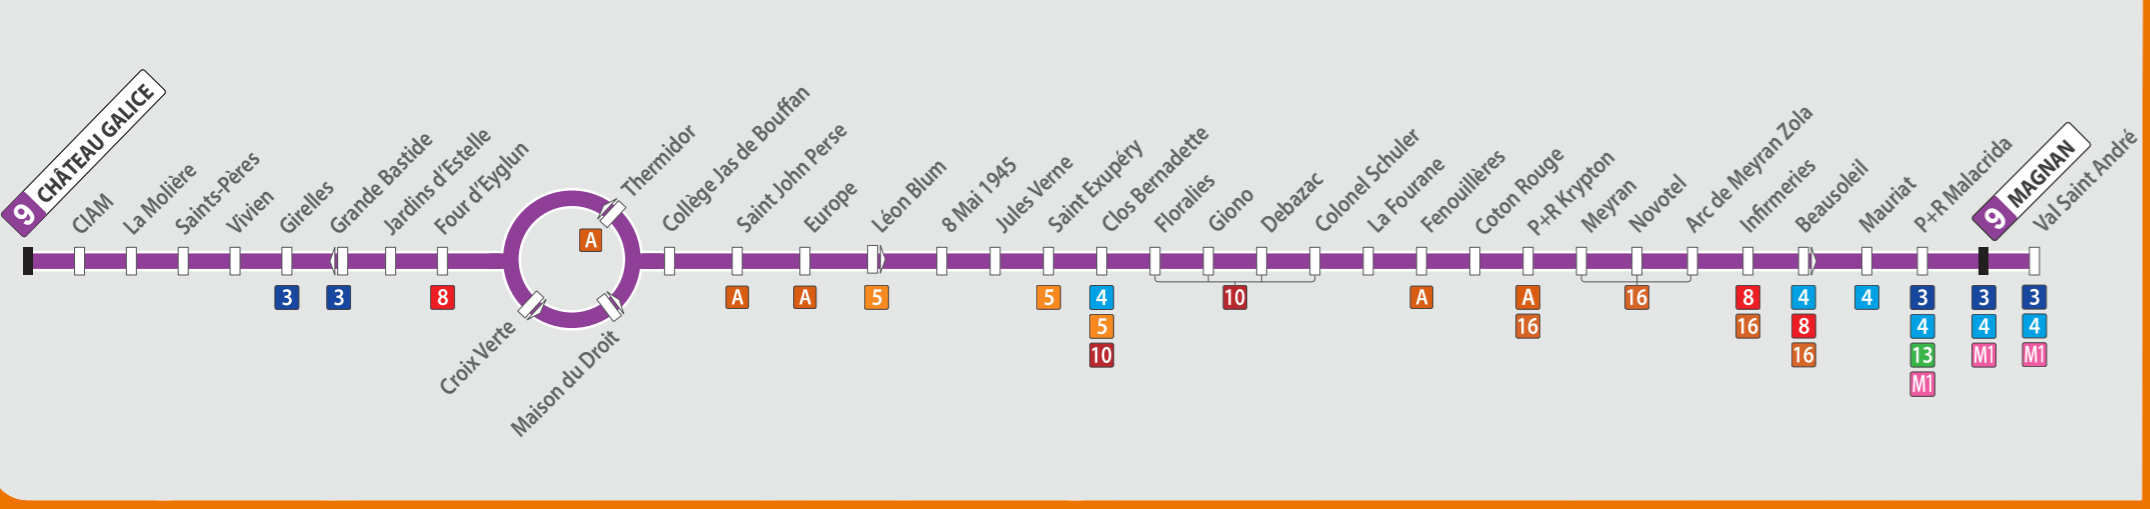 9 CHÂTEAU GALICE
CIAM
La Molière
Saints-Pères
Vivien
Girelles
3
Grande Bastide
3
Jardins d'Estelle
Four d'Eyglun
8
Thermidor
A
Croix Verte
Maison du Droit
Collège Jas de Bouffan
Saint John Perse
A
Europe
A
Léon Blum
5
8 Mai 1945
Jules Verne
Saint Exupéry
5
Clos Bernadette
4
5
10
Floralies
Giono
Debazac
Colonel Schuler
10
La Fourane
Fenouillères
A
Coton Rouge
P+R Krypton
A
16
Meyran
Novotel
Arc de Meyran Zola
16
Infirmeries
8
16
Beausoleil
4
8
16
Mauriat
4
P+R Malacrida
3
4
13
M1
9 MAGNAN
3
4
M1
Val Saint André
3
4
M1